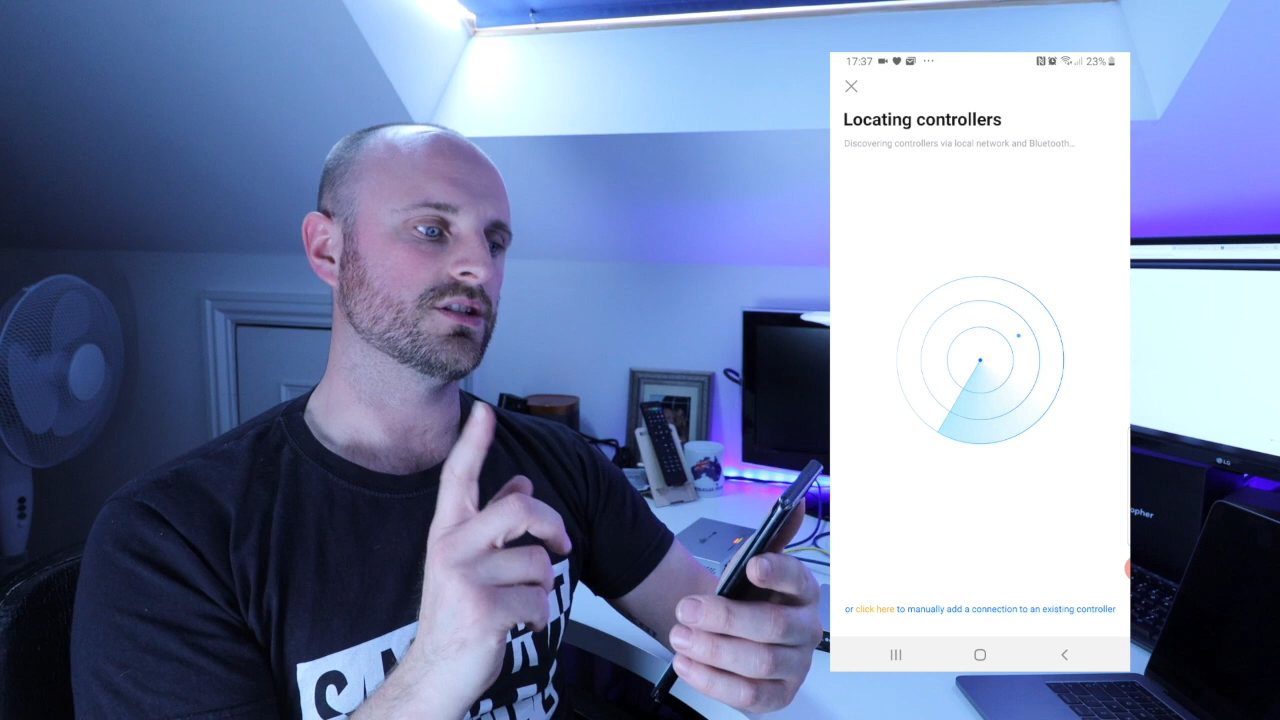 17:37
23%
Locating controllers
Discovering controllers via local network and Bluetooth...
or click here to manually add a connection to an existing controller
LG
opher